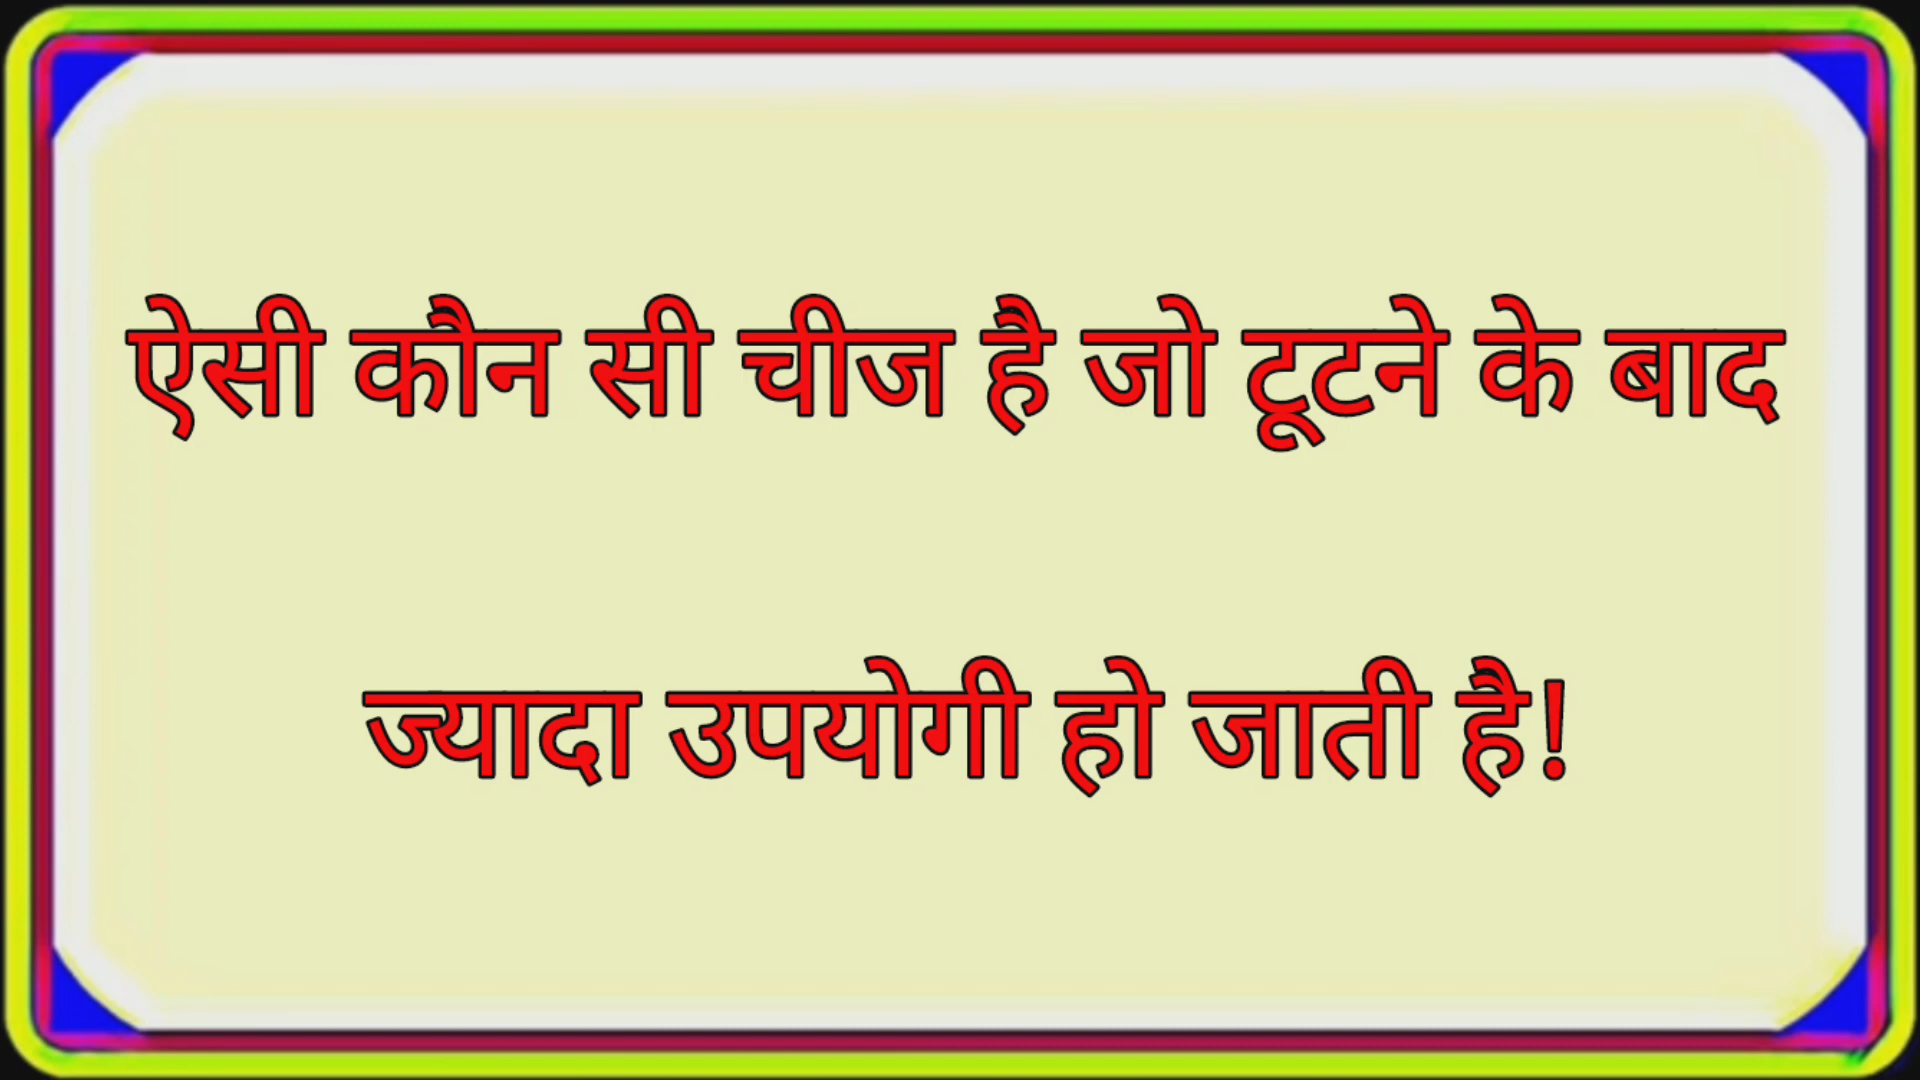 ऐसी कौन सी चीज है जो टूटने के बाद
ज्यादा उपयोगी हो जाती है!